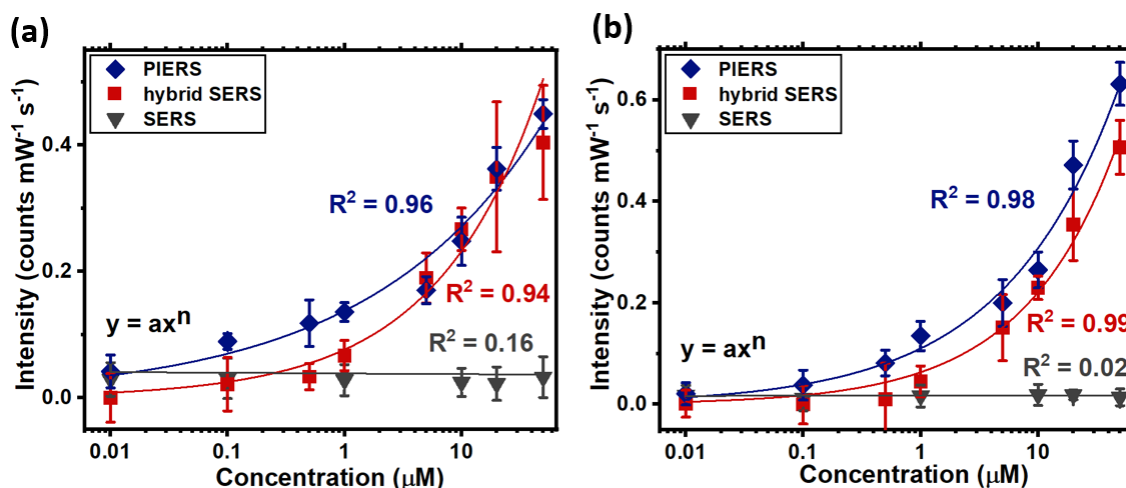 (a)
PIERS
hybrid SERS
SERS
R² = 0.96
R² = 0.94
R² = 0.16
y = axⁿ
0.4
0.2
0.0
0.01
0.1
1
10
Concentration (μM)
Intensity (counts mW⁻¹ s⁻¹)
(b)
PIERS
hybrid SERS
SERS
R² = 0.98
R² = 0.99
R² = 0.02
y = axⁿ
0.6
0.4
0.2
0.0
0.01
0.1
1
10
Concentration (μM)
Intensity (counts mW⁻¹ s⁻¹)